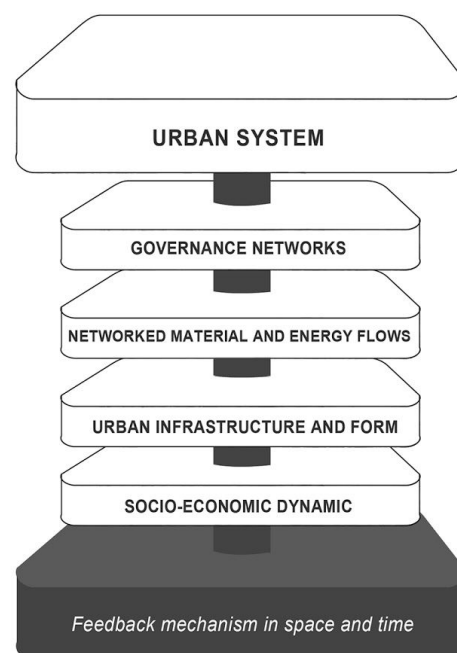 URBAN SYSTEM
GOVERNANCE NETWORKS
NETWORKED MATERIAL AND ENERGY FLOWS
URBAN INFRASTRUCTURE AND FORM
SOCIO-ECONOMIC DYNAMIC
Feedback mechanism in space and time